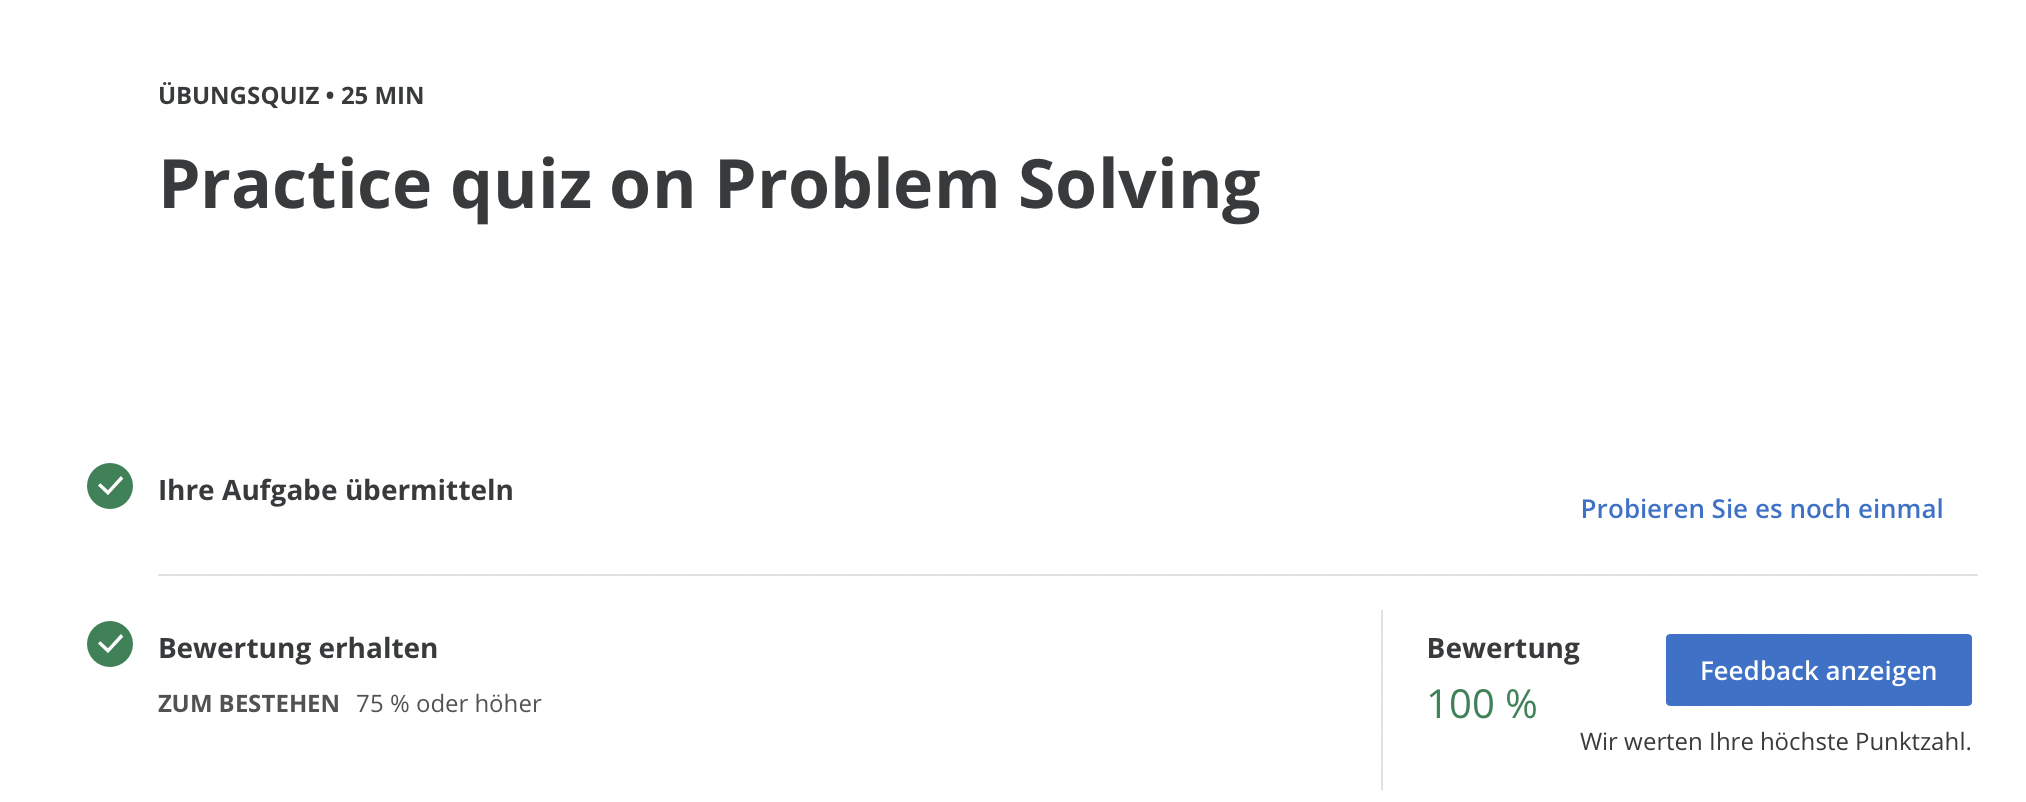 ÜBUNGSQUIZ • 25 MIN
Practice quiz on Problem Solving
Ihre Aufgabe übermitteln
Probieren Sie es noch einmal
Bewertung erhalten
ZUM BESTEHEN 75 % oder höher
Bewertung
100 %
Feedback anzeigen
Wir werten Ihre höchste Punktzahl.